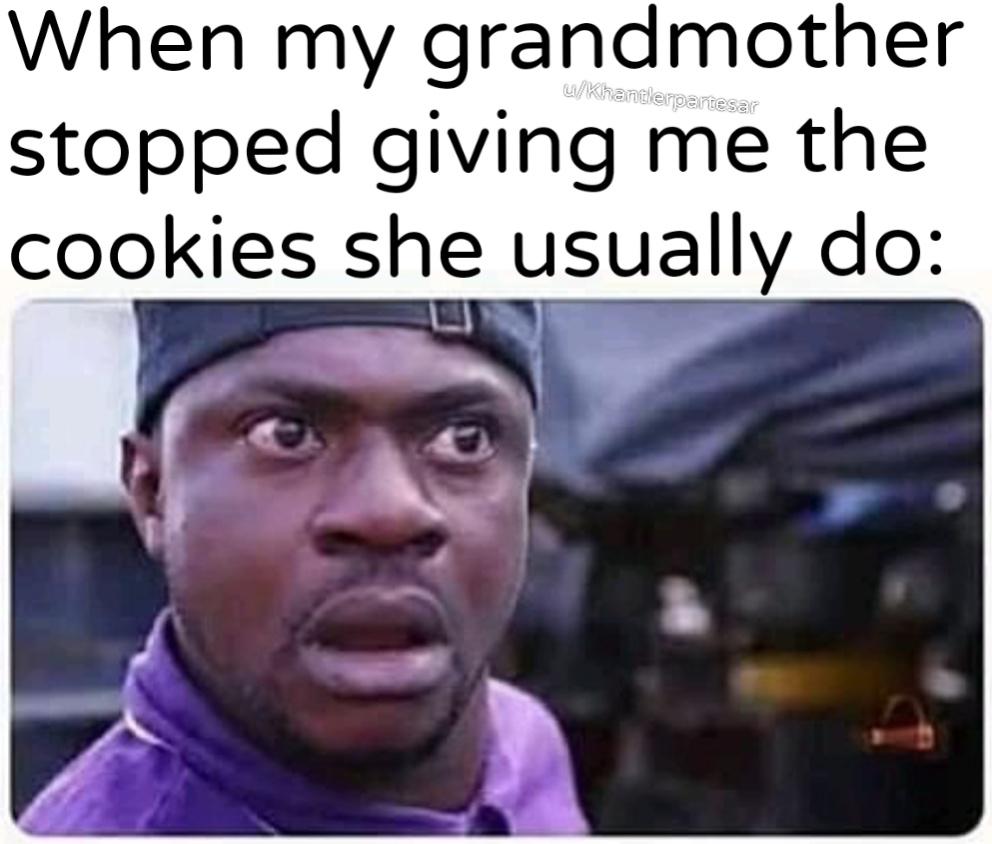 When my grandmother
u/Khantlerpartesar
stopped giving me the
cookies she usually do: